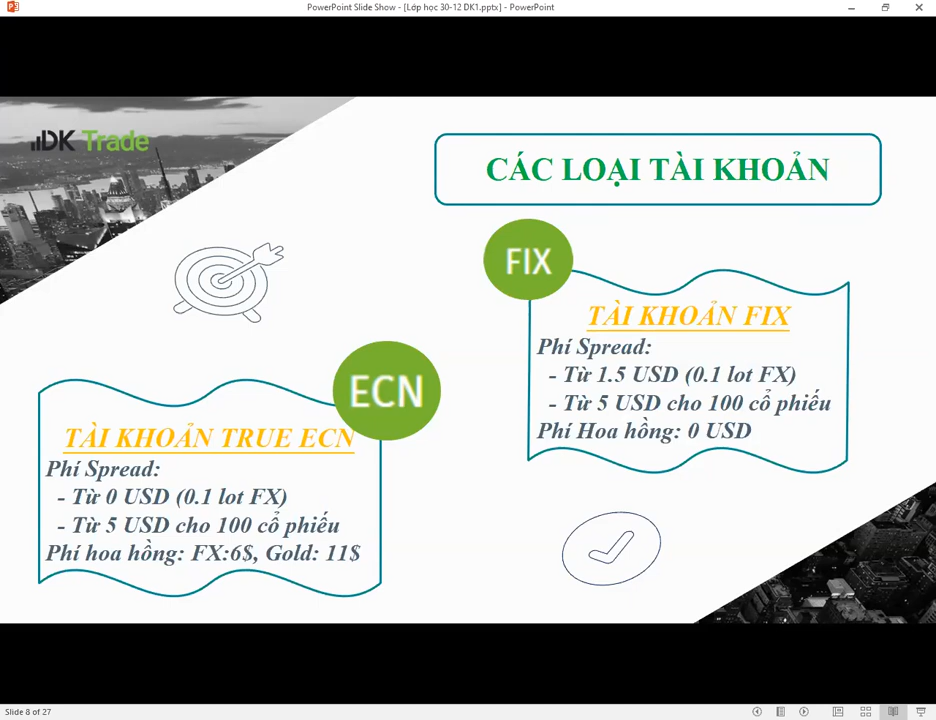 PowerPoint Slide Show - [Lớp học 30-12 DK1.pptx] - PowerPoint
DK Trade
CÁC LOẠI TÀI KHOẢN
FIX
TÀI KHOẢN FIX
Phí Spread:
- Từ 1.5 USD (0.1 lot FX)
- Từ 5 USD cho 100 cổ phiếu
Phí Hoa hồng: 0 USD
ECN
TÀI KHOẢN TRUE ECN
Phí Spread:
- Từ 0 USD (0.1 lot FX)
- Từ 5 USD cho 100 cổ phiếu
Phí hoa hồng: FX:6$, Gold: 11$
Slide 8 of 27